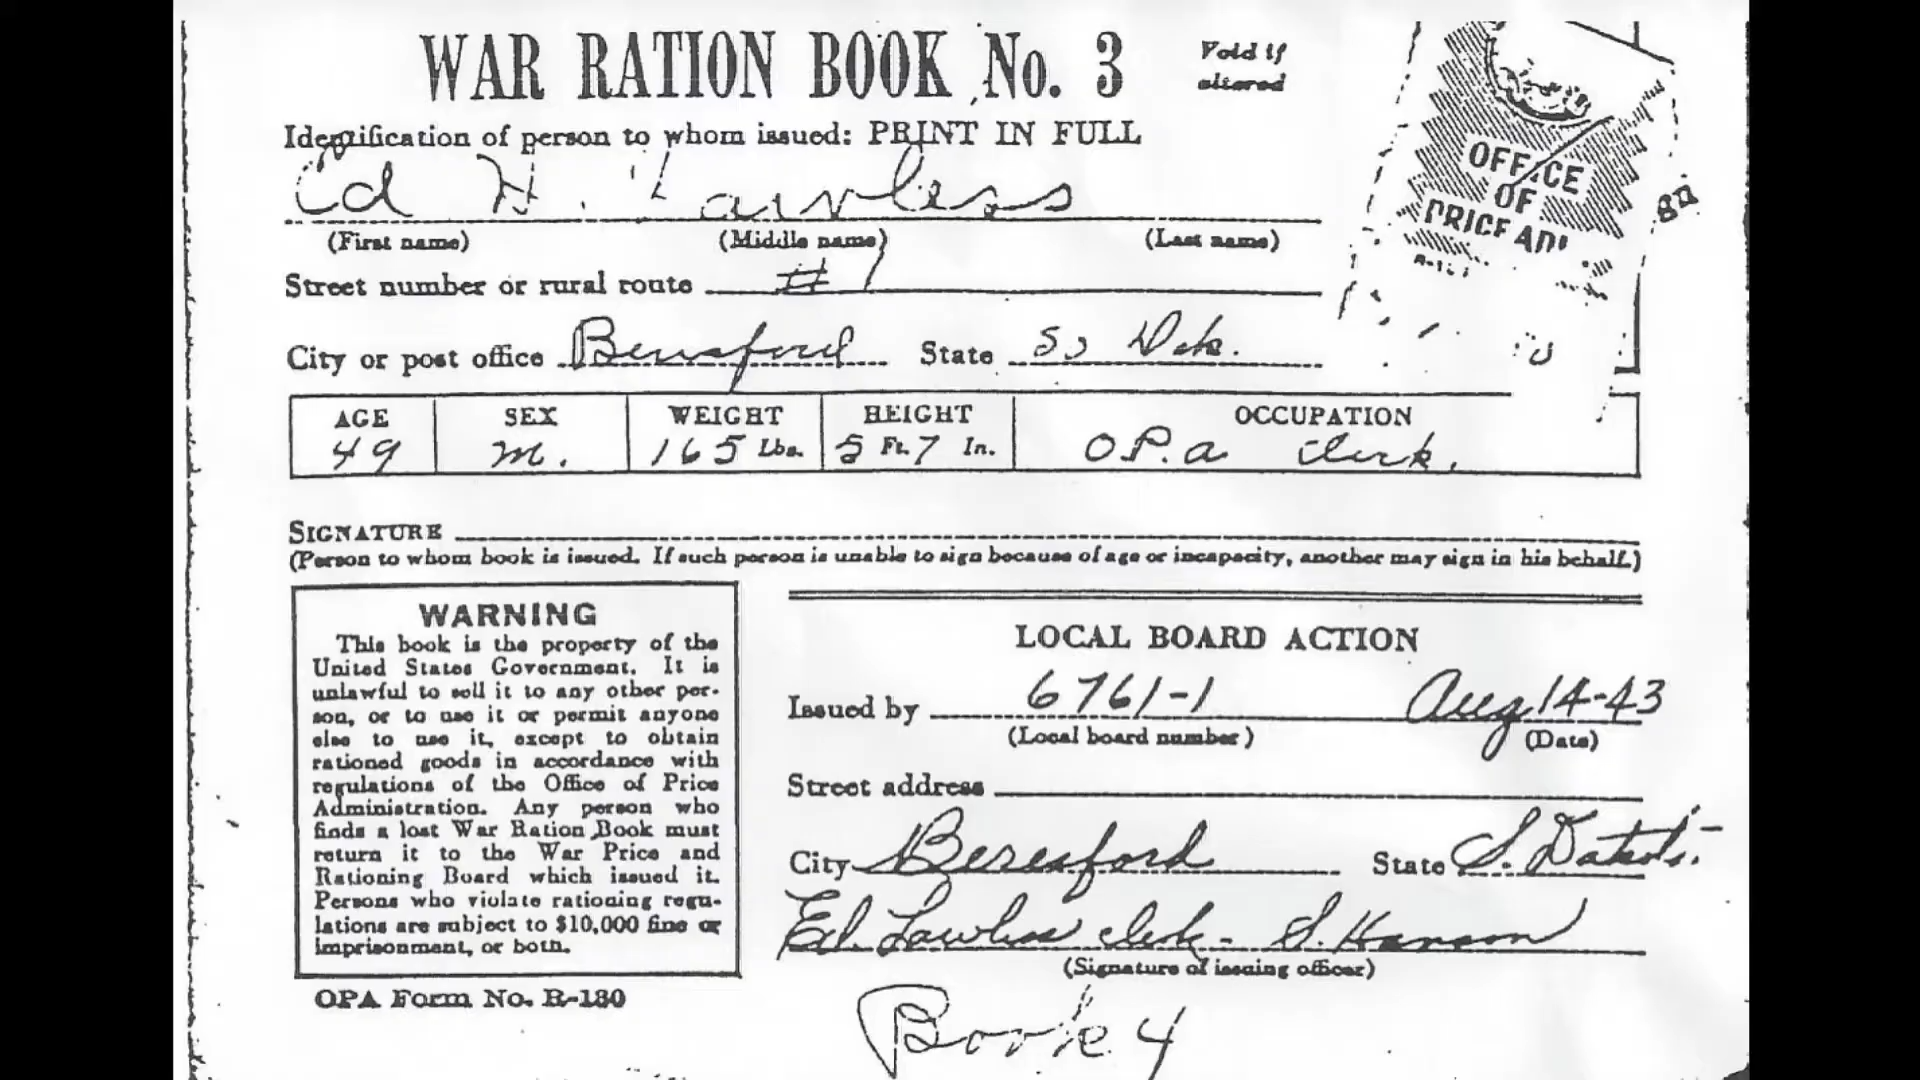 WAR RATION BOOK No. 3
Void if
altered
Identification of person to whom issued: PRINT IN FULL
Ed H. Lawless
(First name) (Middle name) (Last name)
Street number or rural route #1
City or post office Beresford State So Dak.
OFFICE
OF
PRICE AD
AGE SEX WEIGHT HEIGHT OCCUPATION
49 M. 165 Lbs. 5 Ft. 7 In. O.P.a Clerk.
SIGNATURE
(Person to whom book is issued. If such person is unable to sign because of age or incapacity, another may sign in his behalf.)
WARNING
This book is the property of the
United States Government. It is
unlawful to sell it to any other per-
son, or to use it or permit anyone
else to use it, except to obtain
rationed goods in accordance with
regulations of the Office of Price
Administration. Any person who
finds a lost War Ration Book must
return it to the War Price and
Rationing Board which issued it.
Persons who violate rationing regu-
lations are subject to $10,000 fine or
imprisonment, or both.
OPA Form No. R-130
LOCAL BOARD ACTION
Issued by 6761-1 Aug 14-43
(Local board number) (Date)
Street address
City Beresford State S. Dakota
Ed. Lawless clerk - S. Hanson
(Signature of issuing officer)
Book 4